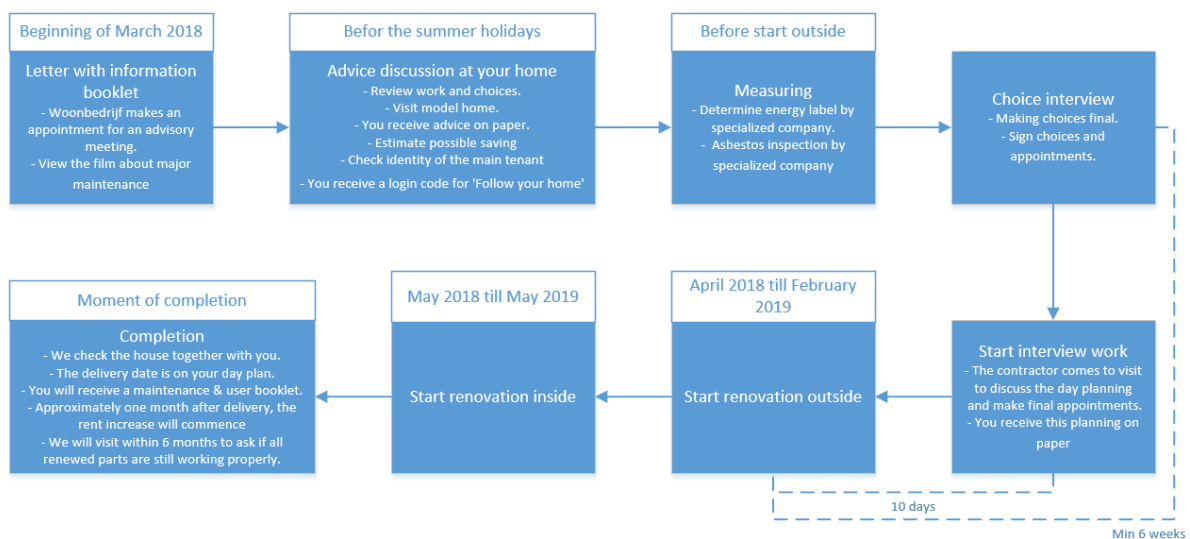 Beginning of March 2018
Letter with information
booklet
- Woonbedrijf makes an
appointment for an advisory
meeting.
- View the film about major
maintenance
Befor the summer holidays
Advice discussion at your home
- Review work and choices.
- Visit model home.
- You receive advice on paper.
- Estimate possible saving
- Check identity of the main tenant
- You receive a login code for 'Follow your home'
Before start outside
Measuring
- Determine energy label by
specialized company.
- Asbestos inspection by
specialized company
Choice interview
- Making choices final.
- Sign choices and
appointments.
Start interview work
- The contractor comes to visit
to discuss the day planning
and make final appointments.
- You receive this planning on
paper
April 2018 till February
2019
Start renovation outside
May 2018 till May 2019
Start renovation inside
Moment of completion
Completion
- We check the house together with you.
- The delivery date is on your day plan.
- You will receive a maintenance & user booklet.
- Approximately one month after delivery, the
rent increase will commence
- We will visit within 6 months to ask if all
renewed parts are still working properly.
10 days
Min 6 weeks